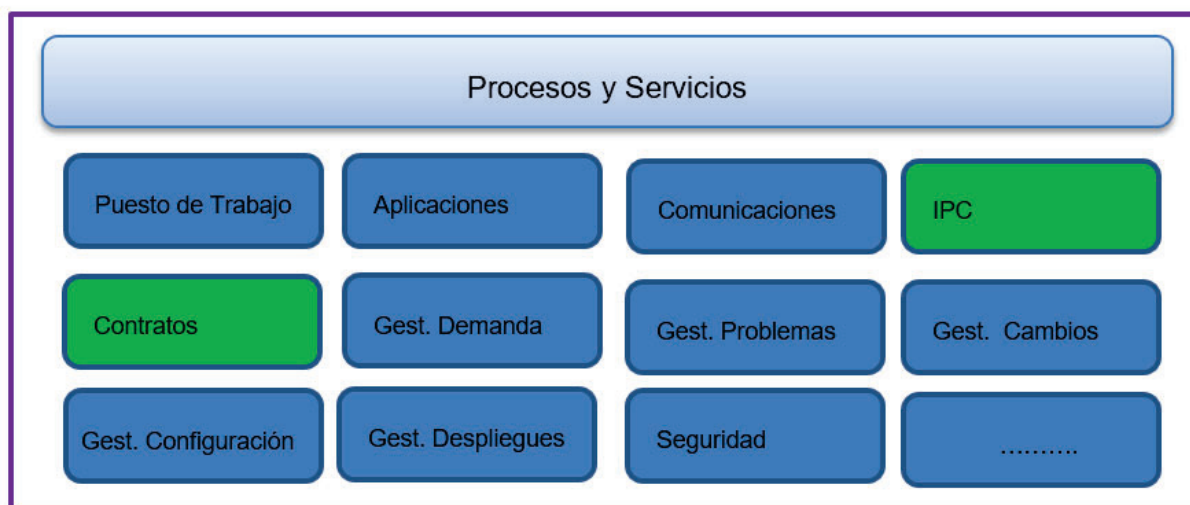 Procesos y Servicios
Puesto de Trabajo
Aplicaciones
Comunicaciones
IPC
Contratos
Gest. Demanda
Gest. Problemas
Gest. Cambios
Gest. Configuración
Gest. Despliegues
Seguridad
..........